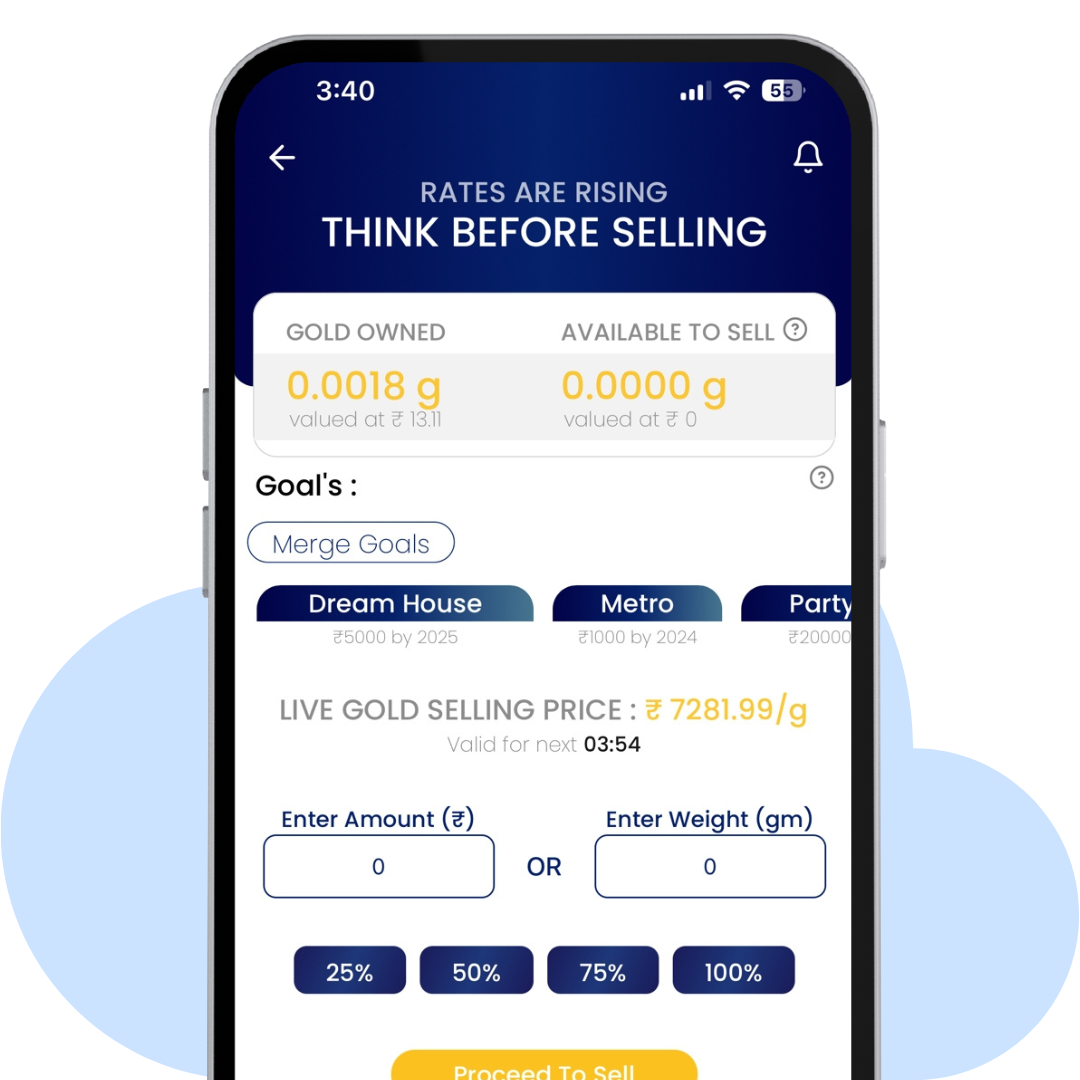 3:40
55
RATES ARE RISING
THINK BEFORE SELLING
GOLD OWNED AVAILABLE TO SELL ?
0.0018 g 0.0000 g
valued at ₹ 13.11 valued at ₹ 0
Goal's : ?
Merge Goals
Dream House Metro Party
₹5000 by 2025 ₹1000 by 2024 ₹20000
LIVE GOLD SELLING PRICE : ₹ 7281.99/g
Valid for next 03:54
Enter Amount (₹) Enter Weight (gm)
0 OR 0
25% 50% 75% 100%
Proceed To Sell